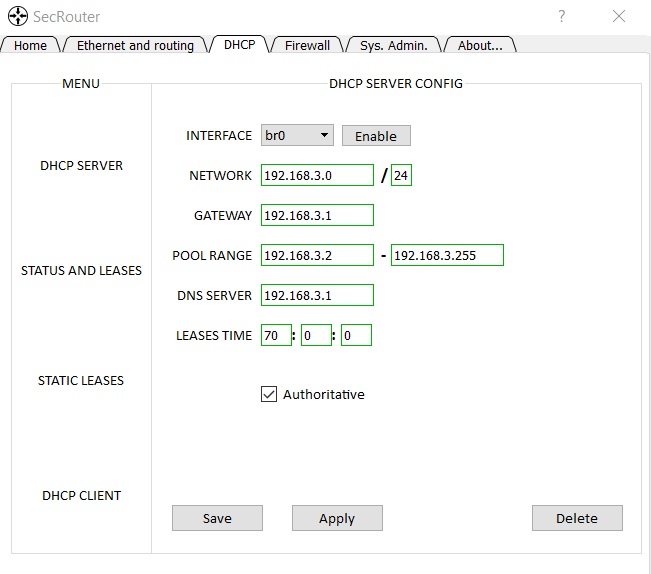 SecRouter ?
Home Ethernet and routing DHCP Firewall Sys. Admin. About...
MENU
DHCP SERVER
STATUS AND LEASES
STATIC LEASES
DHCP CLIENT
DHCP SERVER CONFIG
INTERFACE br0 Enable
NETWORK 192.168.3.0 / 24
GATEWAY 192.168.3.1
POOL RANGE 192.168.3.2 - 192.168.3.255
DNS SERVER 192.168.3.1
LEASES TIME 70 : 0 : 0
Authoritative
Save Apply Delete